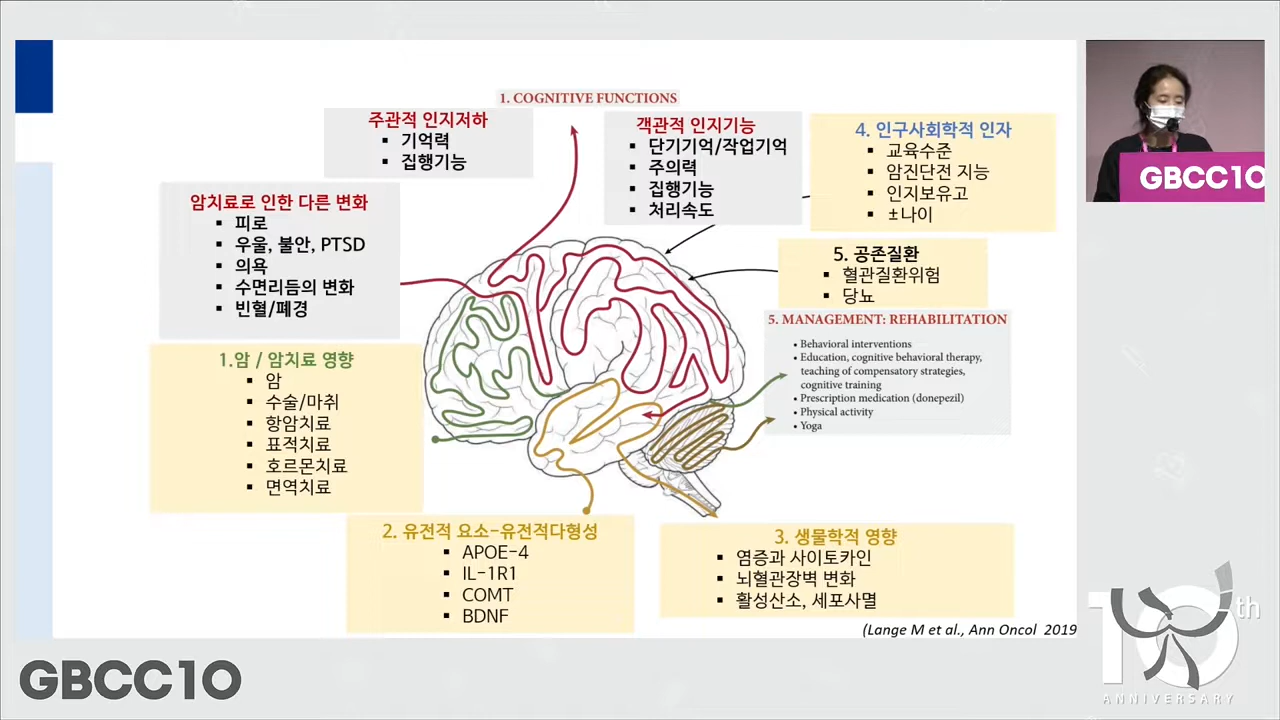 1. COGNITIVE FUNCTIONS
주관적 인지저하
▪ 기억력
▪ 집행기능
객관적 인지기능
▪ 단기기억/작업기억
▪ 주의력
▪ 집행기능
▪ 처리속도
4. 인구사회학적 인자
▪ 교육수준
▪ 암진단전 지능
▪ 인지보유고
▪ ±나이
암치료로 인한 다른 변화
▪ 피로
▪ 우울, 불안, PTSD
▪ 의욕
▪ 수면리듬의 변화
▪ 빈혈/폐경
5. 공존질환
▪ 혈관질환위험
▪ 당뇨
5. MANAGEMENT: REHABILITATION
• Behavioral interventions
• Education, cognitive behavioral therapy,
teaching of compensatory strategies,
cognitive training
• Prescription medication (donepezil)
• Physical activity
• Yoga
1.암 / 암치료 영향
▪ 암
▪ 수술/마취
▪ 항암치료
▪ 표적치료
▪ 호르몬치료
▪ 면역치료
2. 유전적 요소-유전적다형성
▪ APOE-4
▪ IL-1R1
▪ COMT
▪ BDNF
3. 생물학적 영향
▪ 염증과 사이토카인
▪ 뇌혈관장벽 변화
▪ 활성산소, 세포사멸
(Lange M et al., Ann Oncol 2019
GBCC10
GBCC10
10th
ANNIVERSARY